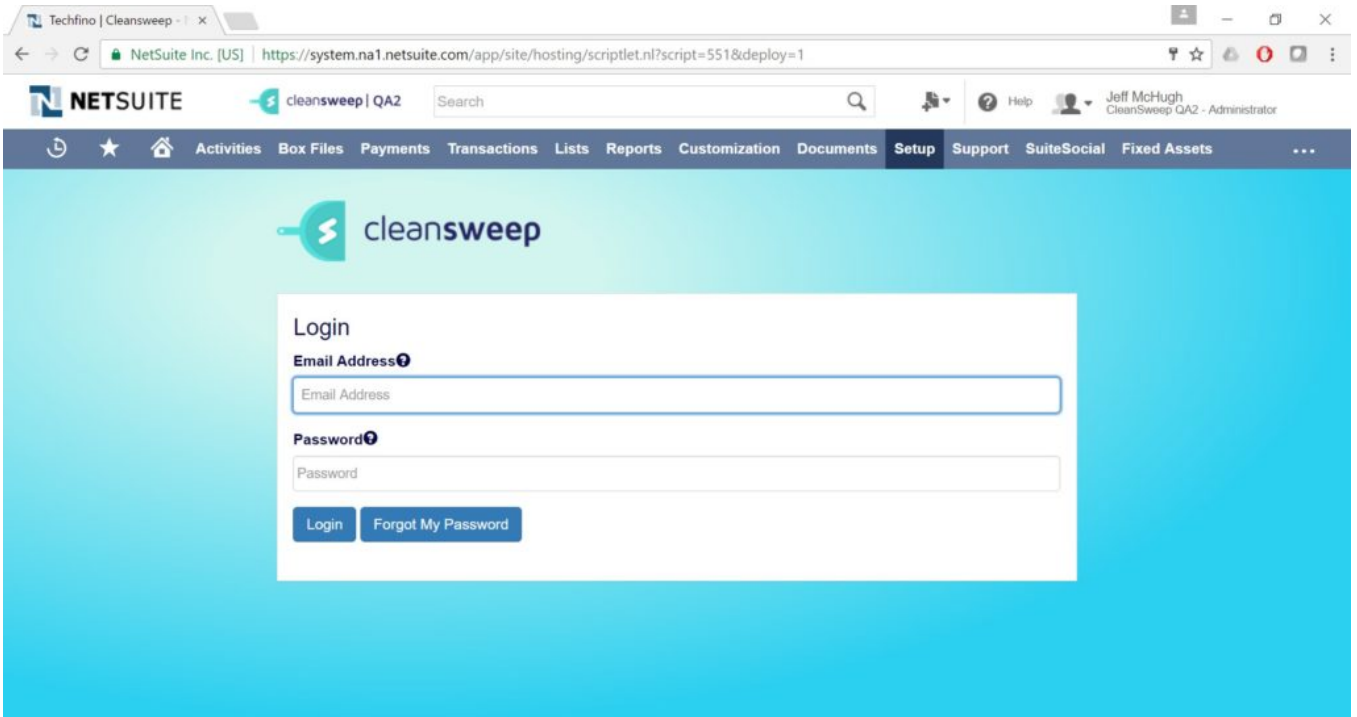 Techfino | Cleansweep -
NetSuite Inc. [US] https://system.na1.netsuite.com/app/site/hosting/scriptlet.nl?script=551&deploy=1
NETSUITE cleansweep | QA2 Search Help Jeff McHugh
CleanSweep QA2 - Administrator
Activities Box Files Payments Transactions Lists Reports Customization Documents Setup Support SuiteSocial Fixed Assets ...
cleansweep
Login
Email Address
Email Address
Password
Password
Login Forgot My Password